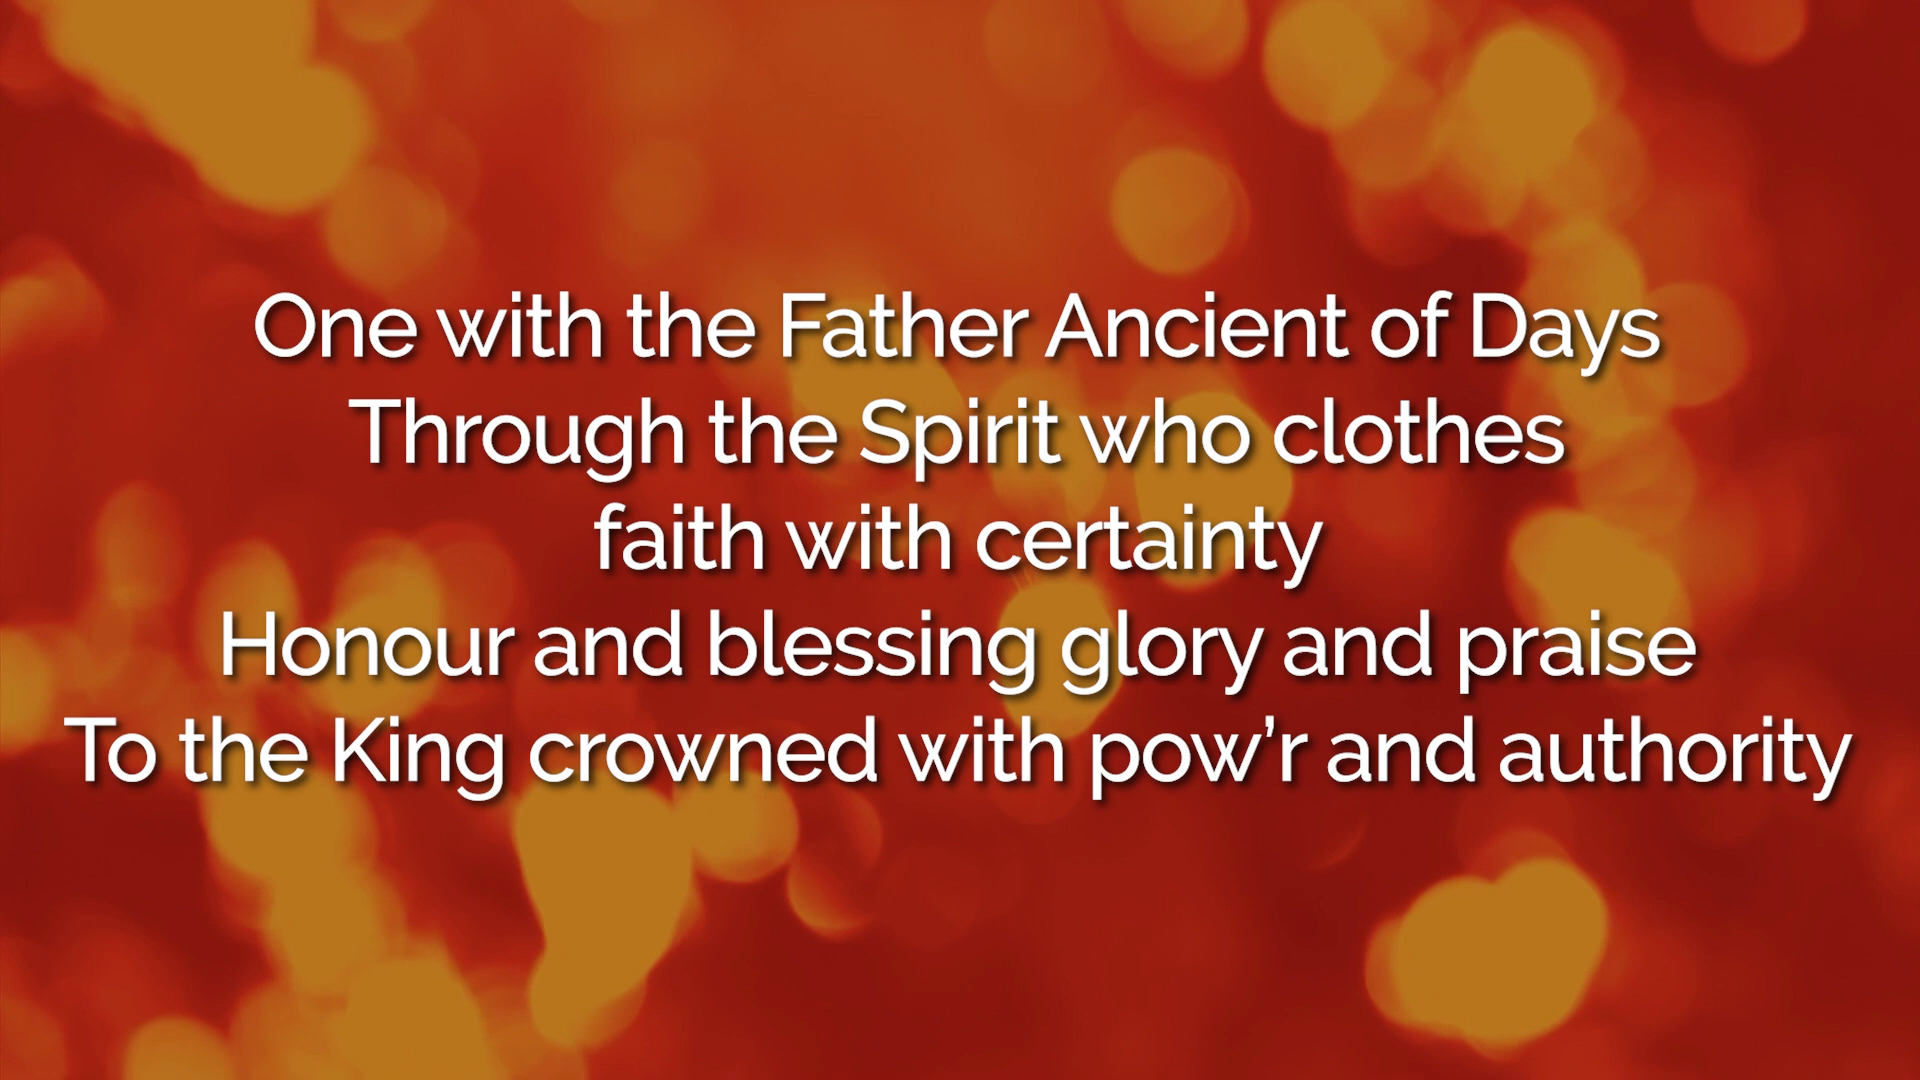 One with the Father Ancient of Days
Through the Spirit who clothes
faith with certainty
Honour and blessing glory and praise
To the King crowned with pow’r and authority